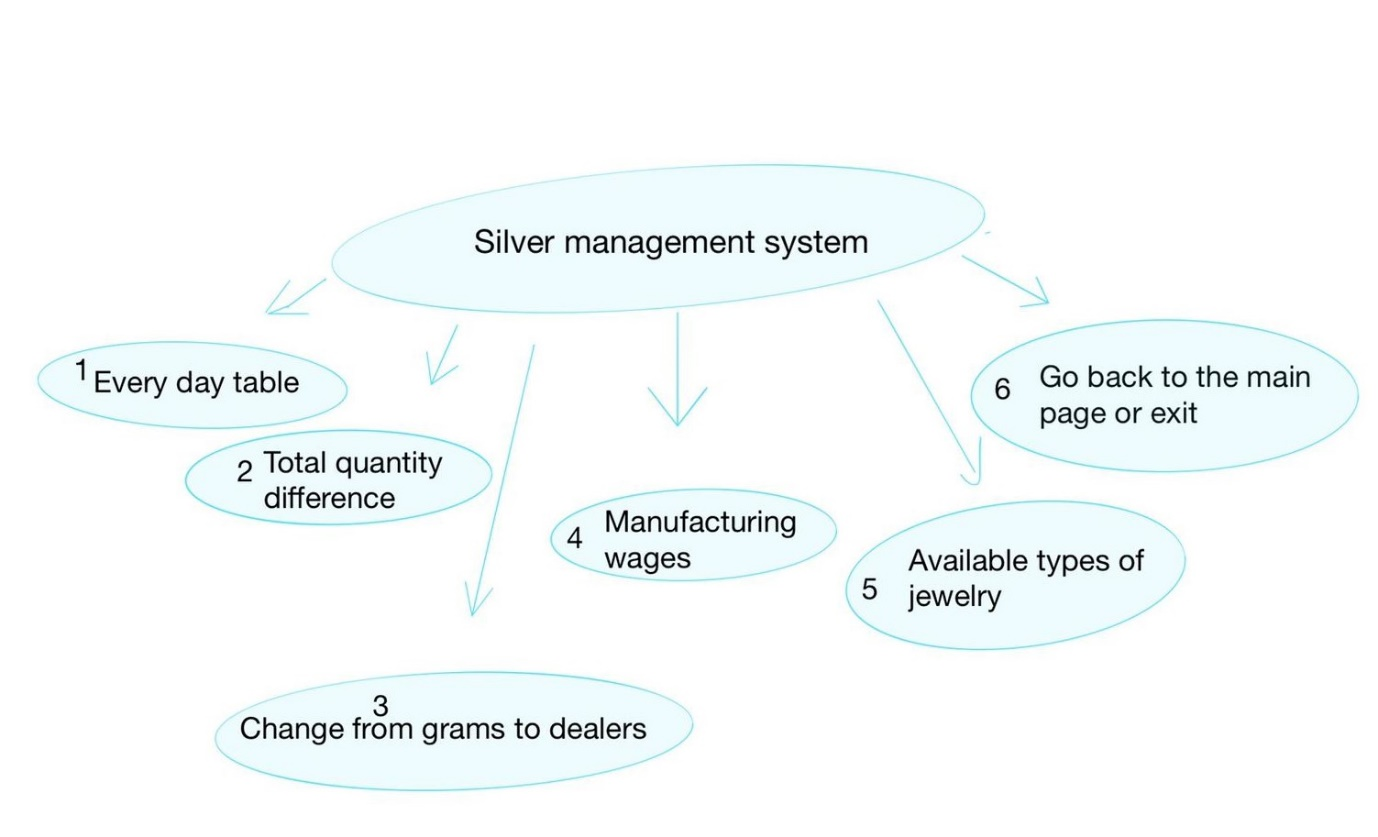 Silver management system
1 Every day table
2 Total quantity
difference
3
Change from grams to dealers
4 Manufacturing
wages
5 Available types of
jewelry
6 Go back to the main
page or exit